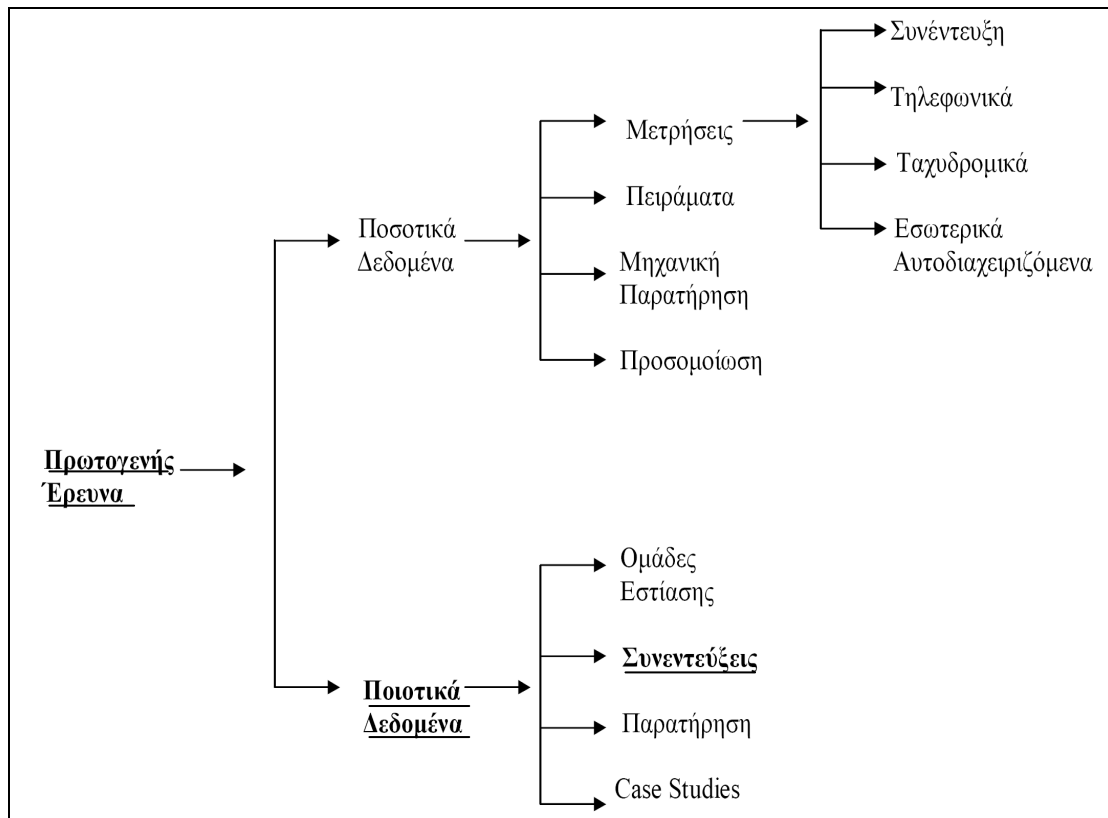 Πρωτογενής
Έρευνα
Ποσοτικά
Δεδομένα
Μετρήσεις
Συνέντευξη
Τηλεφωνικά
Ταχυδρομικά
Εσωτερικά
Αυτοδιαχειριζόμενα
Πειράματα
Μηχανική
Παρατήρηση
Προσομοίωση
Ποιοτικά
Δεδομένα
Ομάδες
Εστίασης
Συνεντεύξεις
Παρατήρηση
Case Studies